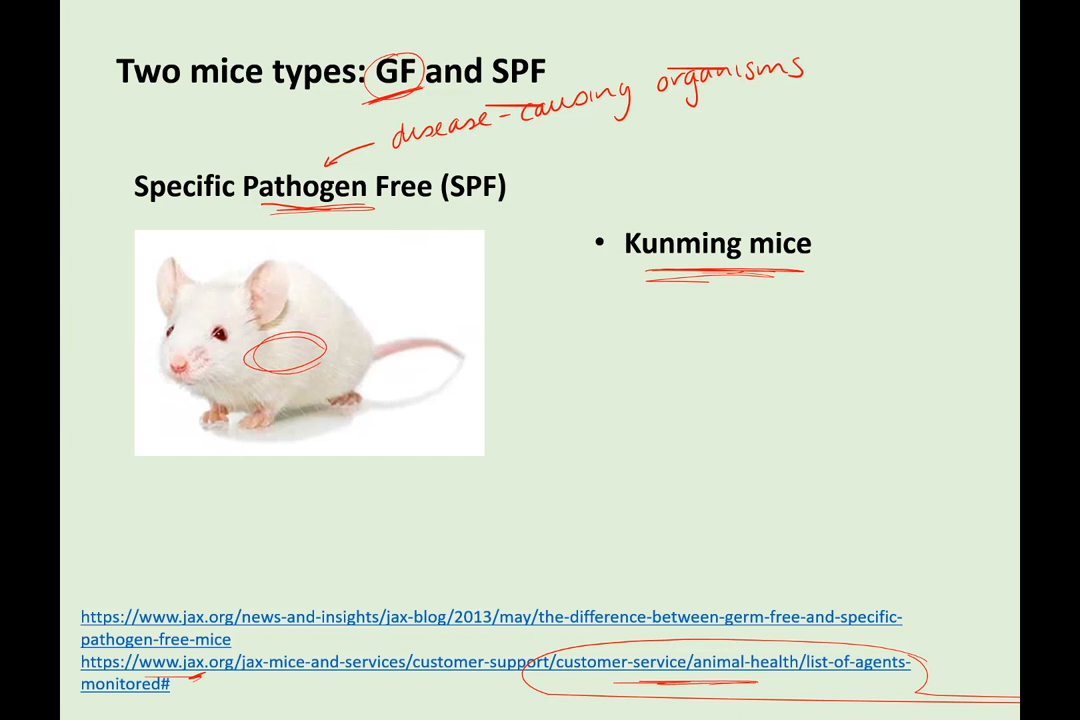 Two mice types: GF and SPF
disease-causing organisms
Specific Pathogen Free (SPF)
• Kunming mice
https://www.jax.org/news-and-insights/jax-blog/2013/may/the-difference-between-germ-free-and-specific-
pathogen-free-mice
https://www.jax.org/jax-mice-and-services/customer-support/customer-service/animal-health/list-of-agents-
monitored#